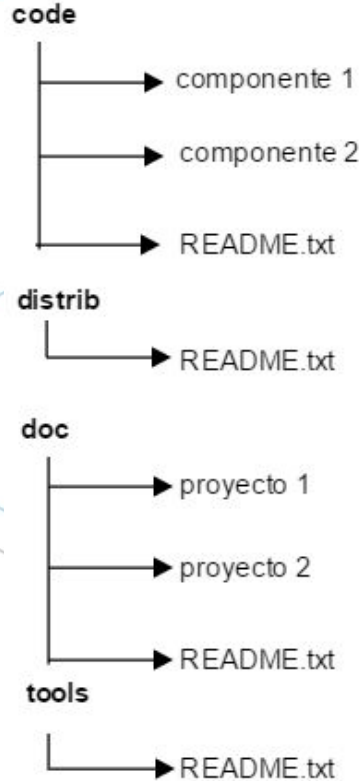 code
componente 1
componente 2
README.txt
distrib
README.txt
doc
proyecto 1
proyecto 2
README.txt
tools
README.txt